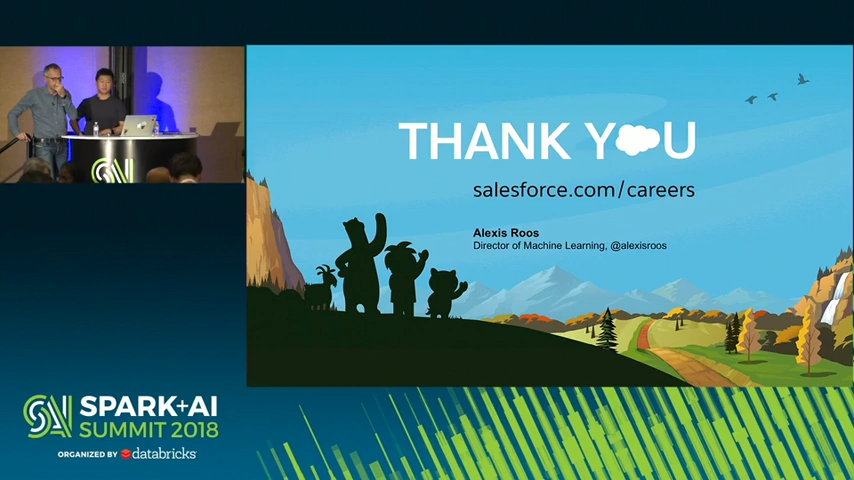 THANK YOU
salesforce.com/careers
Alexis Roos
Director of Machine Learning, @alexisroos
SPARK+AI
SUMMIT 2018
ORGANIZED BY databricks